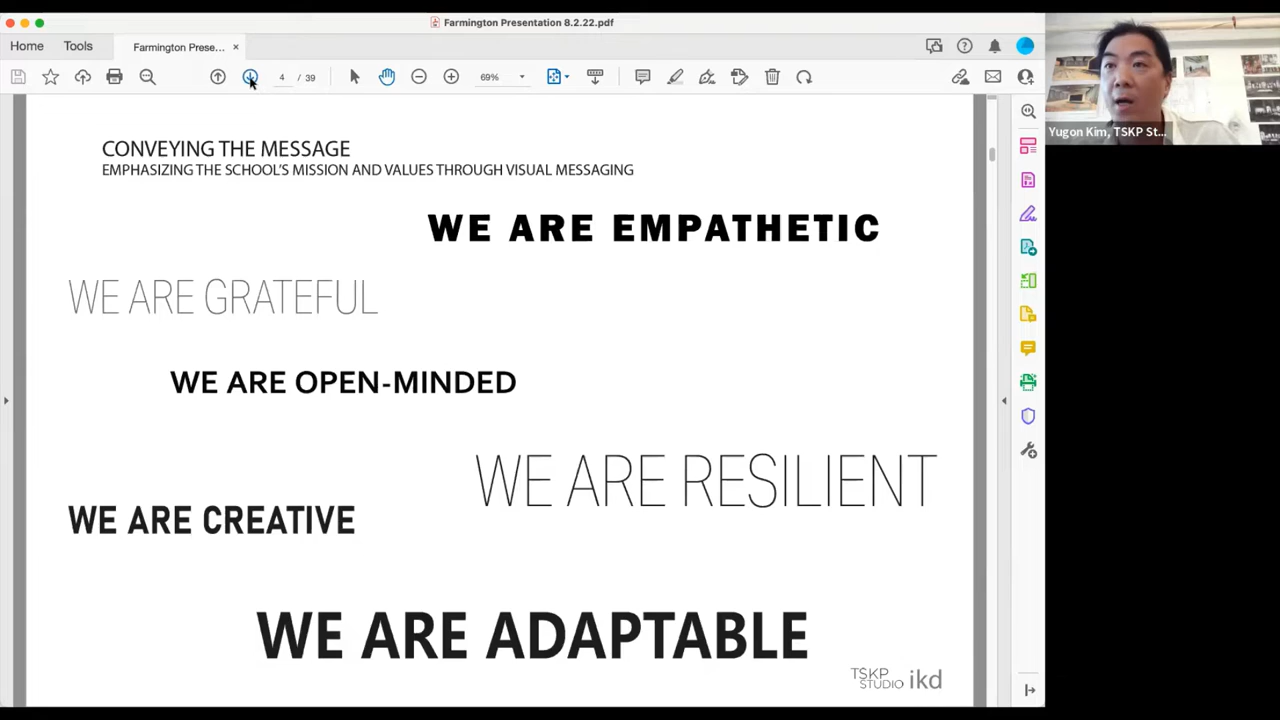 Farmington Presentation 8.2.22.pdf
Home Tools Farmington Prese... ×
4 / 39 69%
Yugon Kim, TSKP St...
CONVEYING THE MESSAGE
EMPHASIZING THE SCHOOL'S MISSION AND VALUES THROUGH VISUAL MESSAGING
WE ARE EMPATHETIC
WE ARE GRATEFUL
WE ARE OPEN-MINDED
WE ARE RESILIENT
WE ARE CREATIVE
WE ARE ADAPTABLE
TSKP
STUDIO ikd